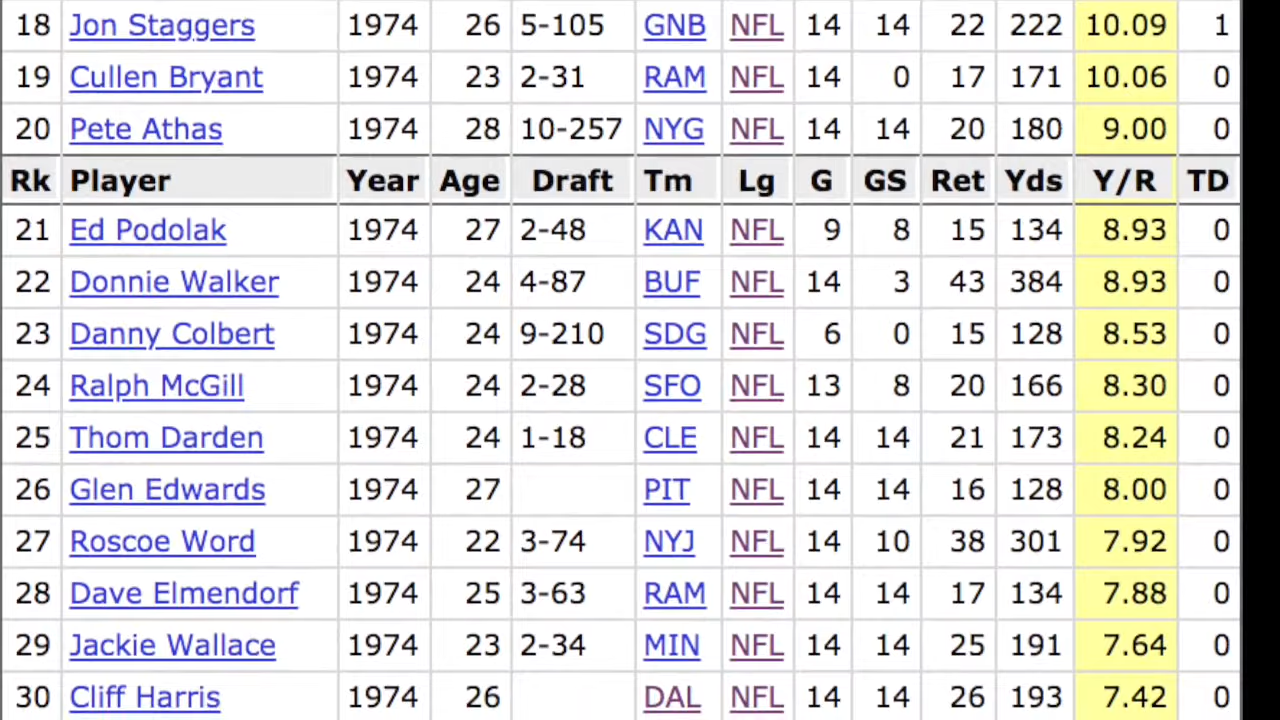 18 Jon Staggers 1974 26 5-105 GNB NFL 14 14 22 222 10.09 1
19 Cullen Bryant 1974 23 2-31 RAM NFL 14 0 17 171 10.06 0
20 Pete Athas 1974 28 10-257 NYG NFL 14 14 20 180 9.00 0
Rk Player Year Age Draft Tm Lg G GS Ret Yds Y/R TD
21 Ed Podolak 1974 27 2-48 KAN NFL 9 8 15 134 8.93 0
22 Donnie Walker 1974 24 4-87 BUF NFL 14 3 43 384 8.93 0
23 Danny Colbert 1974 24 9-210 SDG NFL 6 0 15 128 8.53 0
24 Ralph McGill 1974 24 2-28 SFO NFL 13 8 20 166 8.30 0
25 Thom Darden 1974 24 1-18 CLE NFL 14 14 21 173 8.24 0
26 Glen Edwards 1974 27 PIT NFL 14 14 16 128 8.00 0
27 Roscoe Word 1974 22 3-74 NYJ NFL 14 10 38 301 7.92 0
28 Dave Elmendorf 1974 25 3-63 RAM NFL 14 14 17 134 7.88 0
29 Jackie Wallace 1974 23 2-34 MIN NFL 14 14 25 191 7.64 0
30 Cliff Harris 1974 26 DAL NFL 14 14 26 193 7.42 0